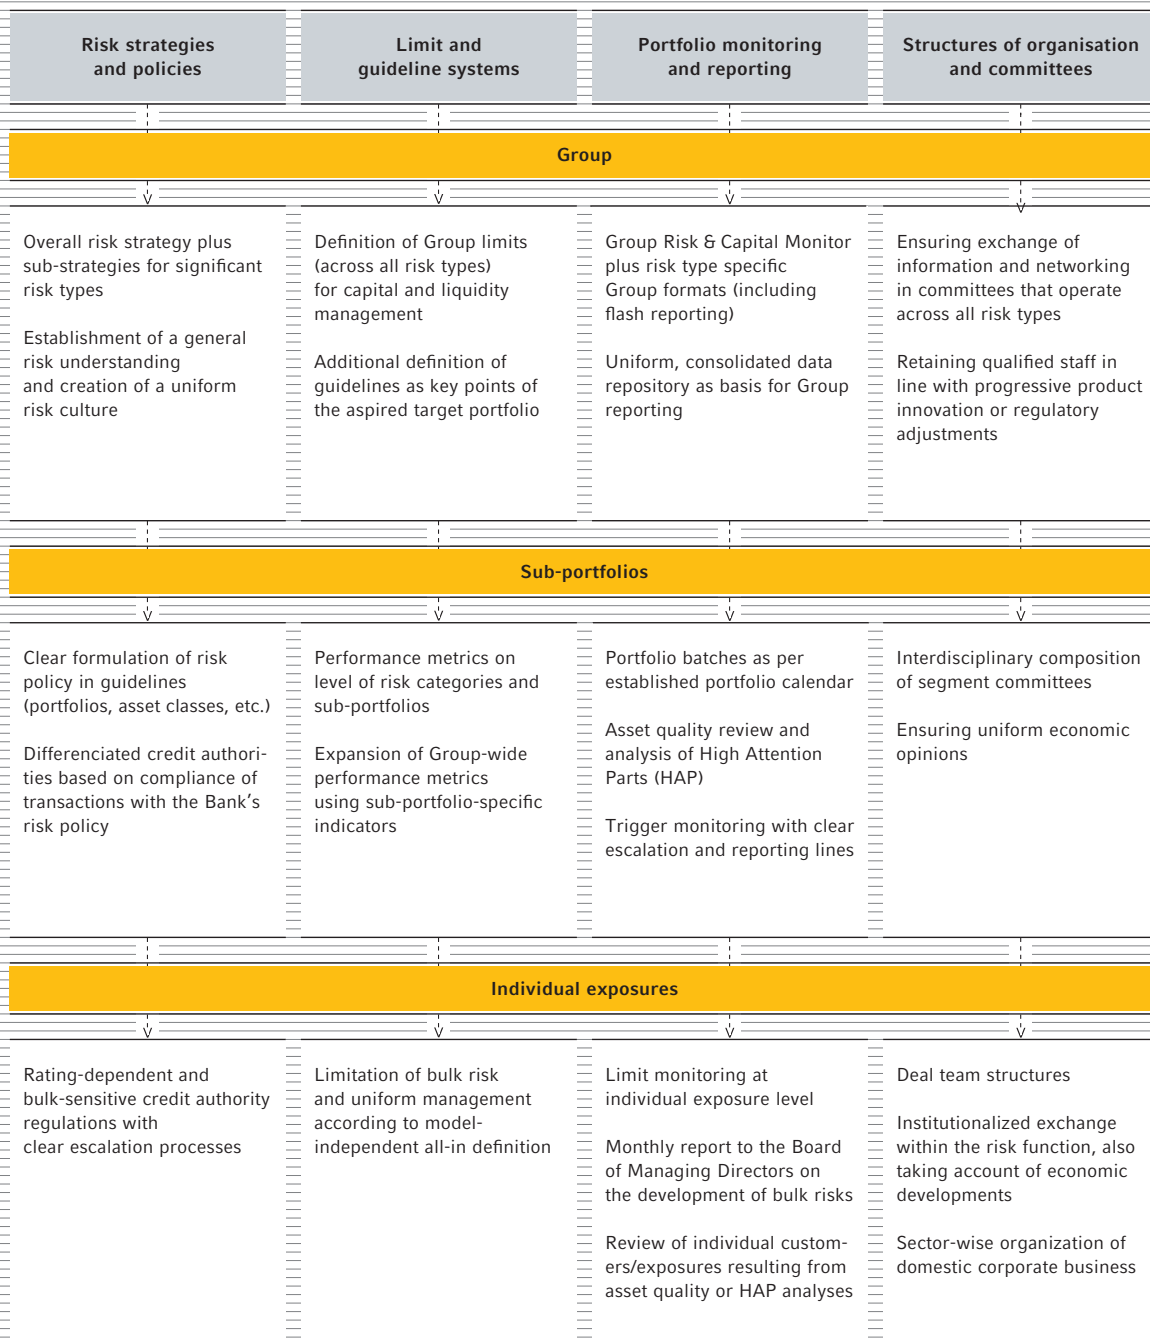 Risk strategies
and policies
Limit and
guideline systems
Portfolio monitoring
and reporting
Structures of organisation
and committees
Group
Overall risk strategy plus
sub-strategies for significant
risk types
Establishment of a general
risk understanding
and creation of a uniform
risk culture
Definition of Group limits
(across all risk types)
for capital and liquidity
management
Additional definition of
guidelines as key points of
the aspired target portfolio
Group Risk & Capital Monitor
plus risk type specific
Group formats (including
flash reporting)
Uniform, consolidated data
repository as basis for Group
reporting
Ensuring exchange of
information and networking
in committees that operate
across all risk types
Retaining qualified staff in
line with progressive product
innovation or regulatory
adjustments
Sub-portfolios
Clear formulation of risk
policy in guidelines
(portfolios, asset classes, etc.)
Differenciated credit authori-
ties based on compliance of
transactions with the Bank’s
risk policy
Performance metrics on
level of risk categories and
sub-portfolios
Expansion of Group-wide
performance metrics
using sub-portfolio-specific
indicators
Portfolio batches as per
established portfolio calendar
Asset quality review and
analysis of High Attention
Parts (HAP)
Trigger monitoring with clear
escalation and reporting lines
Interdisciplinary composition
of segment committees
Ensuring uniform economic
opinions
Individual exposures
Rating-dependent and
bulk-sensitive credit authority
regulations with
clear escalation processes
Limitation of bulk risk
and uniform management
according to model-
independent all-in definition
Limit monitoring at
individual exposure level
Monthly report to the Board
of Managing Directors on
the development of bulk risks
Review of individual custom-
ers/exposures resulting from
asset quality or HAP analyses
Deal team structures
Institutionalized exchange
within the risk function, also
taking account of economic
developments
Sector-wise organization of
domestic corporate business